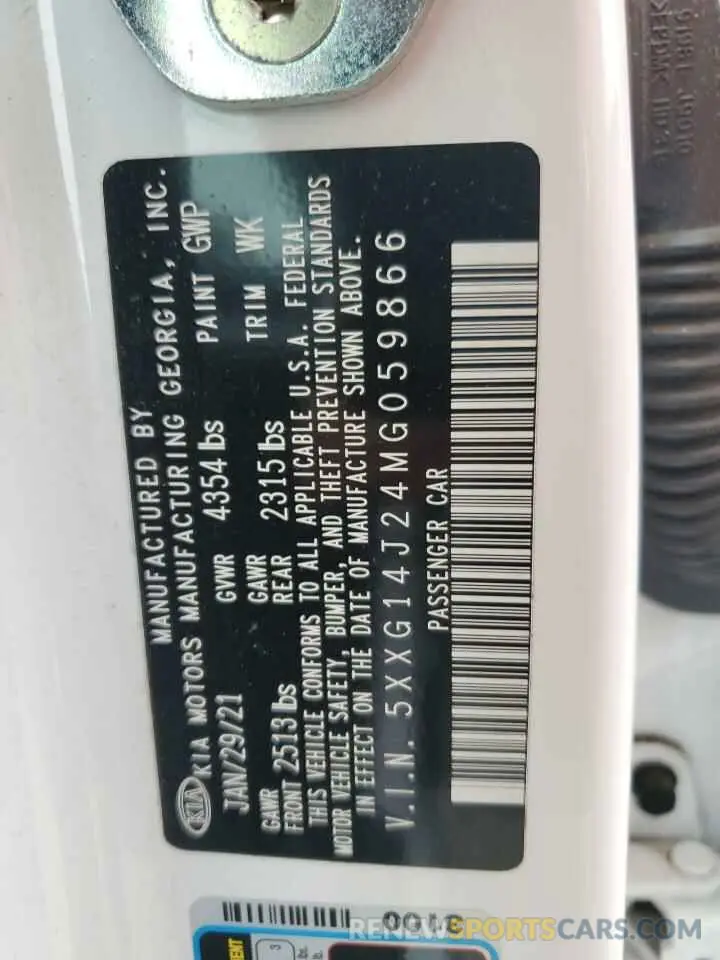 MANUFACTURED BY
KIA KIA MOTORS MANUFACTURING GEORGIA, INC.
JAN/29/21 GVWR 4354 lbs PAINT GWP
GAWR FRONT 2513 lbs GAWR REAR 2315 lbs TRIM WK
THIS VEHICLE CONFORMS TO ALL APPLICABLE U.S.A. FEDERAL
MOTOR VEHICLE SAFETY, BUMPER, AND THEFT PREVENTION STANDARDS
IN EFFECT ON THE DATE OF MANUFACTURE SHOWN ABOVE.
V.I.N. 5XXG14J24MG059866
PASSENGER CAR
RENEWSPORTSCARS.COM